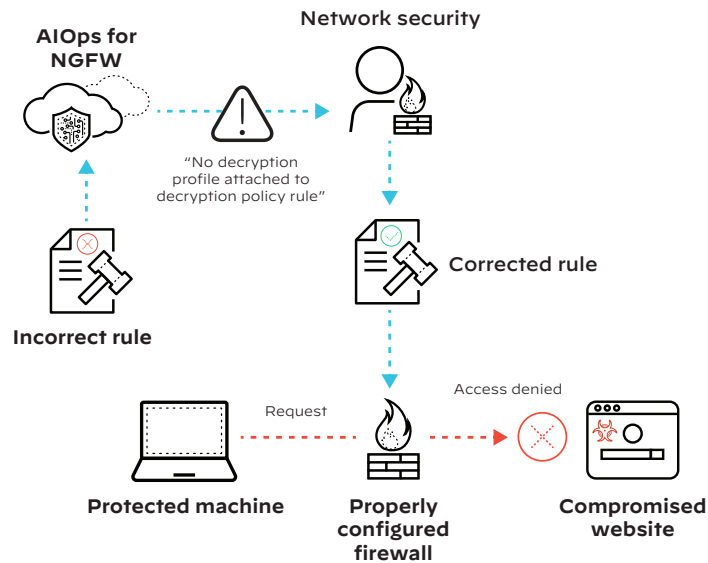 AIOps for
NGFW
Network security
“No decryption
profile attached to
decryption policy rule”
Corrected rule
Incorrect rule
Request
Access denied
Protected machine
Properly
configured
firewall
Compromised
website